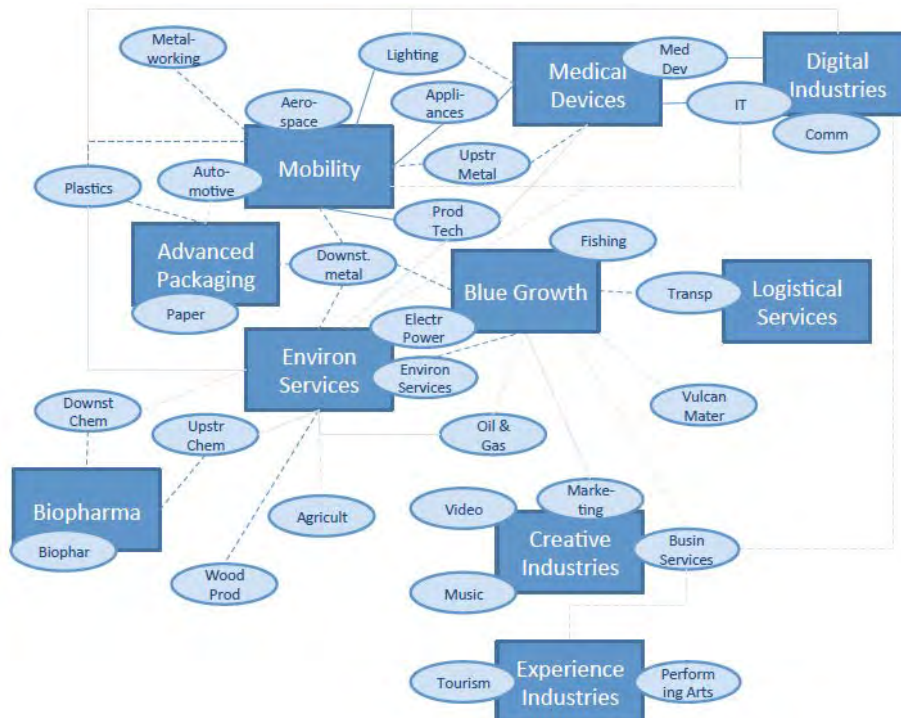 Metal-
working
Lighting
Medical
Devices
Med
Dev
Digital
Industries
Aero-
space
Appli-
ances
IT
Comm
Mobility
Upstr
Metal
Plastics
Auto-
motive
Prod
Tech
Advanced
Packaging
Downst.
metal
Fishing
Blue Growth
Transp
Logistical
Services
Paper
Electr
Power
Environ
Services
Environ
Services
Downst
Chem
Upstr
Chem
Oil &
Gas
Vulcan
Mater
Biopharma
Biophar
Agricult
Wood
Prod
Video
Marke-
ting
Creative
Industries
Busin
Services
Music
Tourism
Experience
Industries
Perform
ing Arts